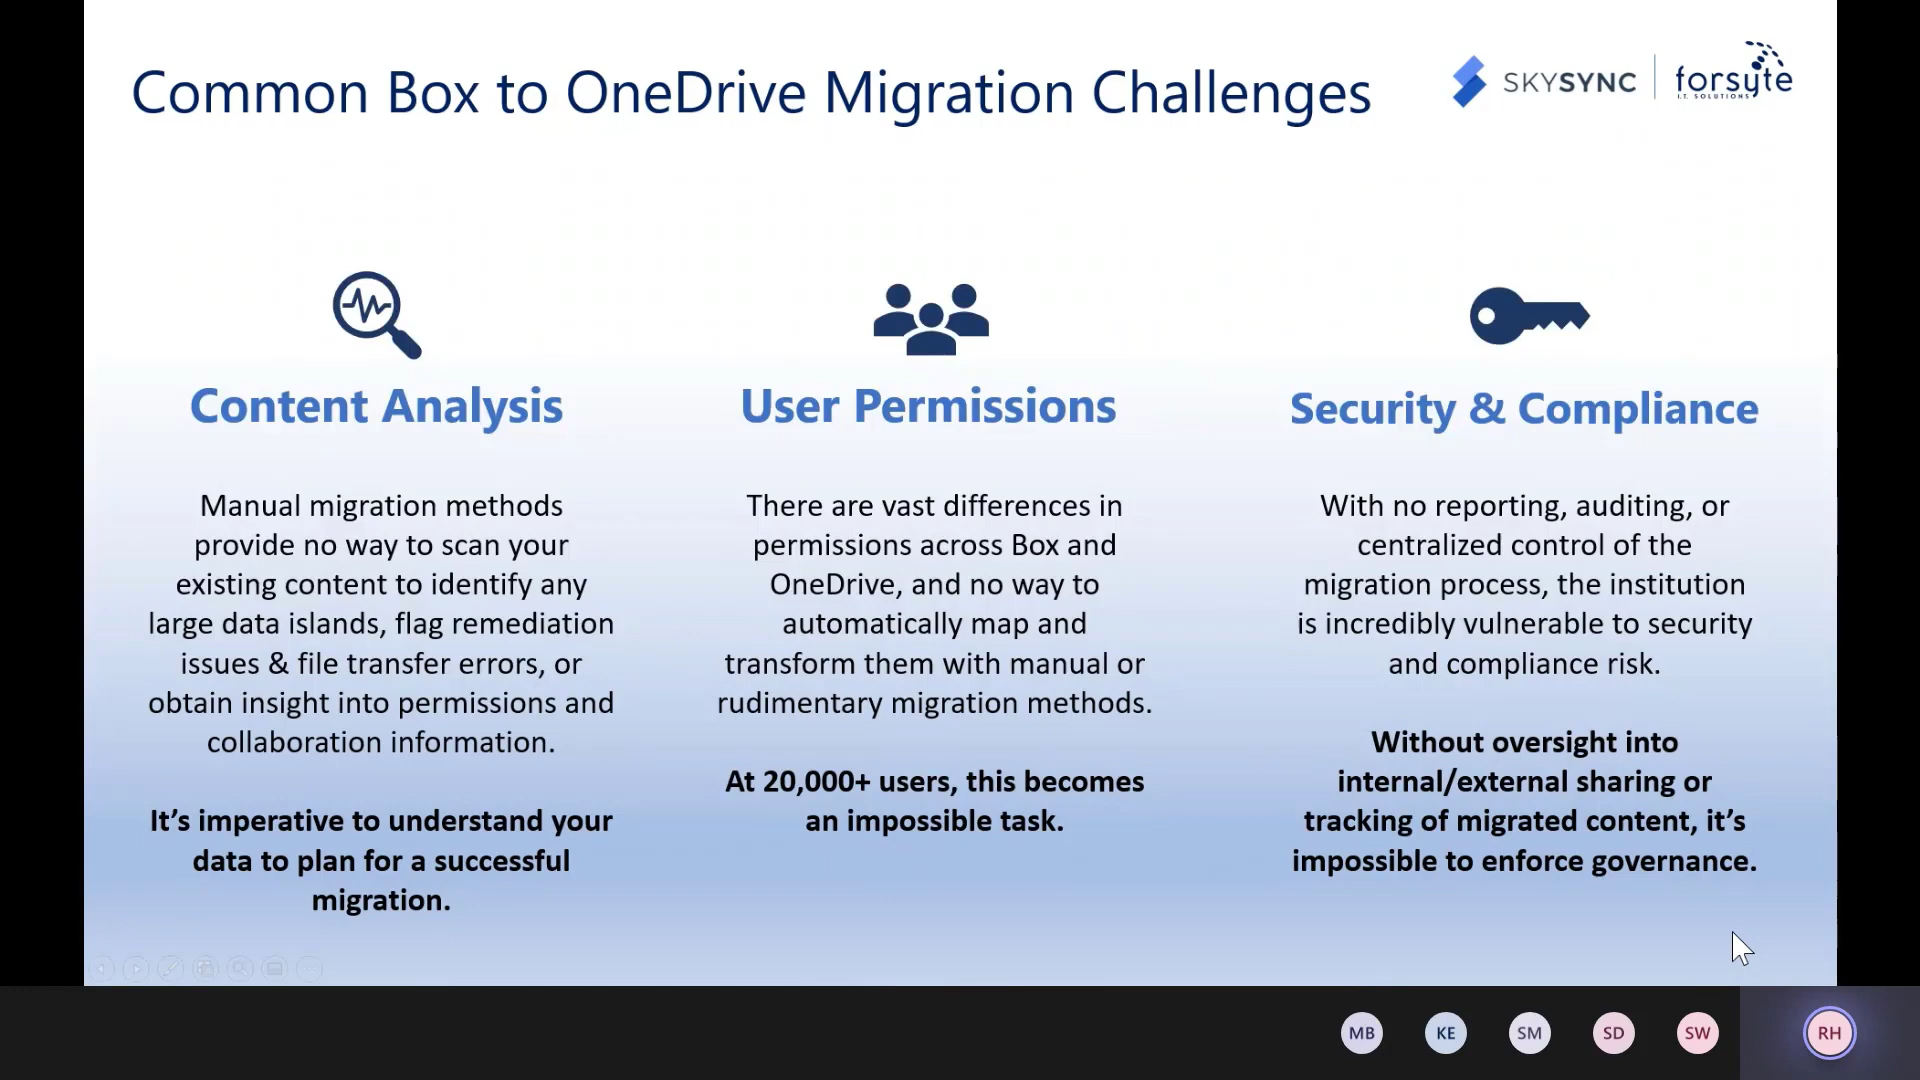 Common Box to OneDrive Migration Challenges
SKYSYNC
forsyte
I.T. SOLUTIONS
Content Analysis
Manual migration methods
provide no way to scan your
existing content to identify any
large data islands, flag remediation
issues & file transfer errors, or
obtain insight into permissions and
collaboration information.
It’s imperative to understand your
data to plan for a successful
migration.
User Permissions
There are vast differences in
permissions across Box and
OneDrive, and no way to
automatically map and
transform them with manual or
rudimentary migration methods.
At 20,000+ users, this becomes
an impossible task.
Security & Compliance
With no reporting, auditing, or
centralized control of the
migration process, the institution
is incredibly vulnerable to security
and compliance risk.
Without oversight into
internal/external sharing or
tracking of migrated content, it’s
impossible to enforce governance.
MB
KE
SM
SD
SW
RH